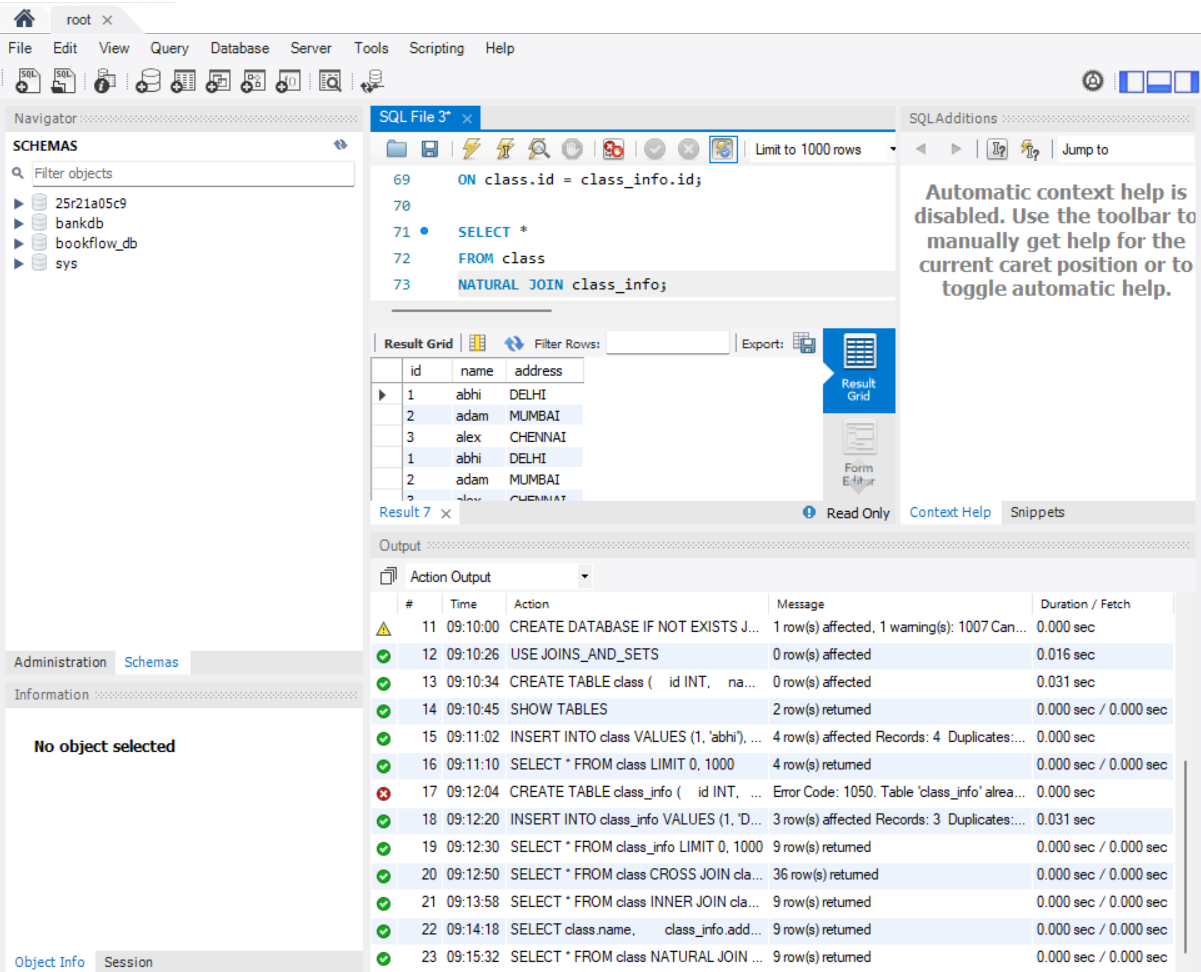 root ×
File Edit View Query Database Server Tools Scripting Help
Navigator
SCHEMAS
Filter objects
25r21a05c9
bankdb
bookflow_db
sys
Administration Schemas
Information
No object selected
Object Info Session
SQL File 3* ×
Limit to 1000 rows
69 ON class.id = class_info.id;
70
71 SELECT *
72 FROM class
73 NATURAL JOIN class_info;
Result Grid Filter Rows: Export:
id name address
1 abhi DELHI
2 adam MUMBAI
3 alex CHENNAI
1 abhi DELHI
2 adam MUMBAI
3 alex CHENNAI
Result
Grid
Form
Editor
Result 7 × Read Only
SQLAdditions
Jump to
Automatic context help is
disabled. Use the toolbar to
manually get help for the
current caret position or to
toggle automatic help.
Context Help Snippets
Output
Action Output
# Time Action Message Duration / Fetch
11 09:10:00 CREATE DATABASE IF NOT EXISTS J... 1 row(s) affected, 1 warning(s): 1007 Can... 0.000 sec
12 09:10:26 USE JOINS_AND_SETS 0 row(s) affected 0.016 sec
13 09:10:34 CREATE TABLE class ( id INT, na... 0 row(s) affected 0.031 sec
14 09:10:45 SHOW TABLES 2 row(s) returned 0.000 sec / 0.000 sec
15 09:11:02 INSERT INTO class VALUES (1, 'abhi'), ... 4 row(s) affected Records: 4 Duplicates:... 0.000 sec
16 09:11:10 SELECT * FROM class LIMIT 0, 1000 4 row(s) returned 0.000 sec / 0.000 sec
17 09:12:04 CREATE TABLE class_info ( id INT, ... Error Code: 1050. Table 'class_info' alrea... 0.000 sec
18 09:12:20 INSERT INTO class_info VALUES (1, 'D... 3 row(s) affected Records: 3 Duplicates:... 0.031 sec
19 09:12:30 SELECT * FROM class_info LIMIT 0, 1000 9 row(s) returned 0.000 sec / 0.000 sec
20 09:12:50 SELECT * FROM class CROSS JOIN cla... 36 row(s) returned 0.000 sec / 0.000 sec
21 09:13:58 SELECT * FROM class INNER JOIN cla... 9 row(s) returned 0.000 sec / 0.000 sec
22 09:14:18 SELECT class.name, class_info.add... 9 row(s) returned 0.000 sec / 0.000 sec
23 09:15:32 SELECT * FROM class NATURAL JOIN ... 9 row(s) returned 0.000 sec / 0.000 sec